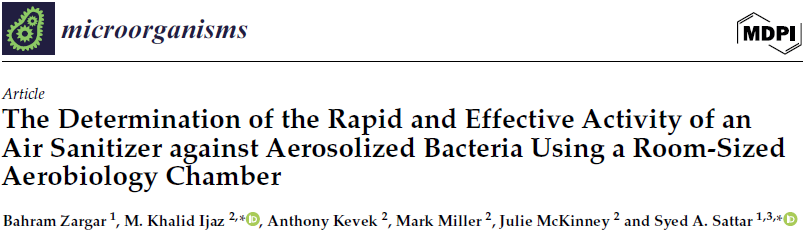 microorganisms
MDPI
Article
The Determination of the Rapid and Effective Activity of an
Air Sanitizer against Aerosolized Bacteria Using a Room-Sized
Aerobiology Chamber
Bahram Zargar 1, M. Khalid Ijaz 2,* iD, Anthony Kevek 2, Mark Miller 2, Julie McKinney 2 and Syed A. Sattar 1,3,* iD